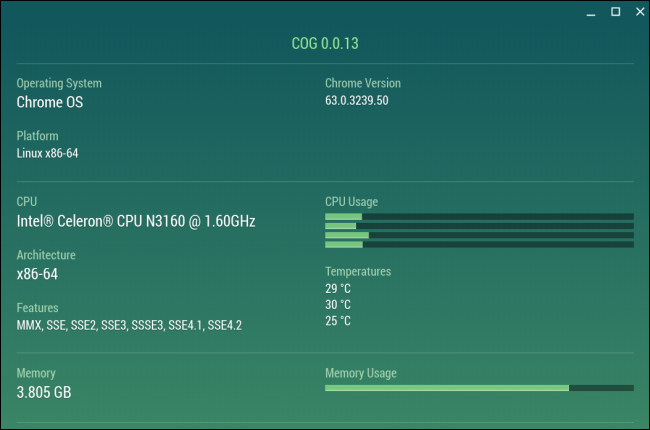 COG 0.0.13
Operating System
Chrome OS
Chrome Version
63.0.3239.50
Platform
Linux x86-64
CPU
Intel® Celeron® CPU N3160 @ 1.60GHz
CPU Usage
Architecture
x86-64
Temperatures
29 °C
30 °C
25 °C
Features
MMX, SSE, SSE2, SSE3, SSSE3, SSE4.1, SSE4.2
Memory
3.805 GB
Memory Usage